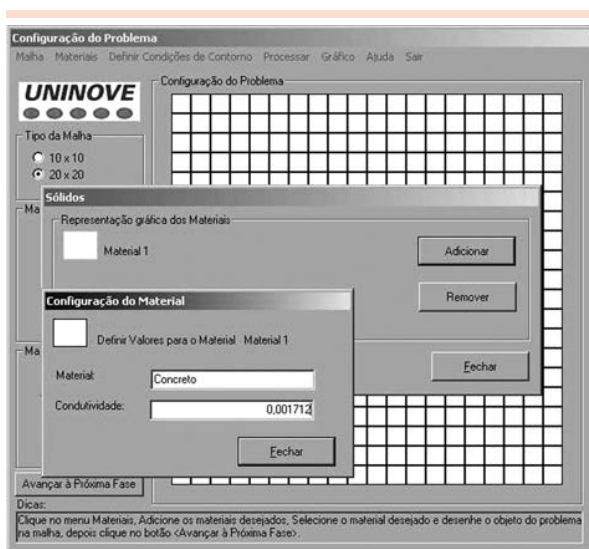 Configuração do Problema
Malha Materiais Definir Condições de Contorno Processar Gráfico Ajuda Sair
UNINOVE
Configuração do Problema
Tipo da Malha
10 x 10
20 x 20
Ma
Sólidos
Representação gráfica dos Materiais
Material 1
Adicionar
Remover
Fechar
Configuração do Material
Definir Valores para o Material Material 1
Material:
Concreto
Condutividade:
0,001712
Fechar
Ma
Avançar à Próxima Fase
Dicas:
Clique no menu Materiais, Adicione os materiais desejados, Selecione o material desejado e desenhe o objeto do problema
na malha, depois clique no botão <Avançar à Próxima Fase>.